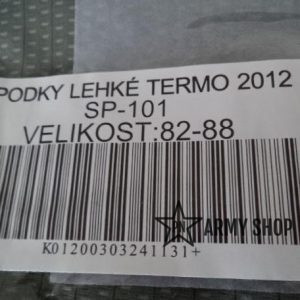 PODKY LEHKÉ TERMO 2012
SP-101
VELIKOST:82-88
ARMY SHOP
K01200303241131+